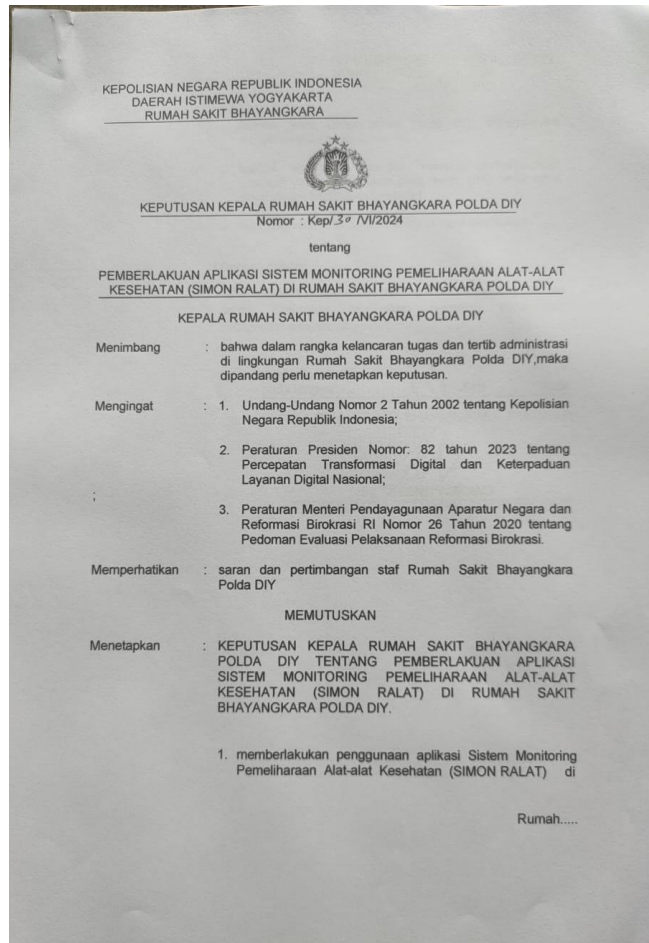 KEPOLISIAN NEGARA REPUBLIK INDONESIA
DAERAH ISTIMEWA YOGYAKARTA
RUMAH SAKIT BHAYANGKARA
KEPUTUSAN KEPALA RUMAH SAKIT BHAYANGKARA POLDA DIY
Nomor : Kep/30 /VI/2024
tentang
PEMBERLAKUAN APLIKASI SISTEM MONITORING PEMELIHARAAN ALAT-ALAT
KESEHATAN (SIMON RALAT) DI RUMAH SAKIT BHAYANGKARA POLDA DIY
KEPALA RUMAH SAKIT BHAYANGKARA POLDA DIY
Menimbang : bahwa dalam rangka kelancaran tugas dan tertib administrasi
di lingkungan Rumah Sakit Bhayangkara Polda DIY,maka
dipandang perlu menetapkan keputusan.
Mengingat : 1. Undang-Undang Nomor 2 Tahun 2002 tentang Kepolisian
Negara Republik Indonesia;
2. Peraturan Presiden Nomor: 82 tahun 2023 tentang
Percepatan Transformasi Digital dan Keterpaduan
Layanan Digital Nasional;
;
3. Peraturan Menteri Pendayagunaan Aparatur Negara dan
Reformasi Birokrasi RI Nomor 26 Tahun 2020 tentang
Pedoman Evaluasi Pelaksanaan Reformasi Birokrasi.
Memperhatikan : saran dan pertimbangan staf Rumah Sakit Bhayangkara
Polda DIY
MEMUTUSKAN
Menetapkan : KEPUTUSAN KEPALA RUMAH SAKIT BHAYANGKARA
POLDA DIY TENTANG PEMBERLAKUAN APLIKASI
SISTEM MONITORING PEMELIHARAAN ALAT-ALAT
KESEHATAN (SIMON RALAT) DI RUMAH SAKIT
BHAYANGKARA POLDA DIY.
1. memberlakukan penggunaan aplikasi Sistem Monitoring
Pemeliharaan Alat-alat Kesehatan (SIMON RALAT) di
Rumah.....